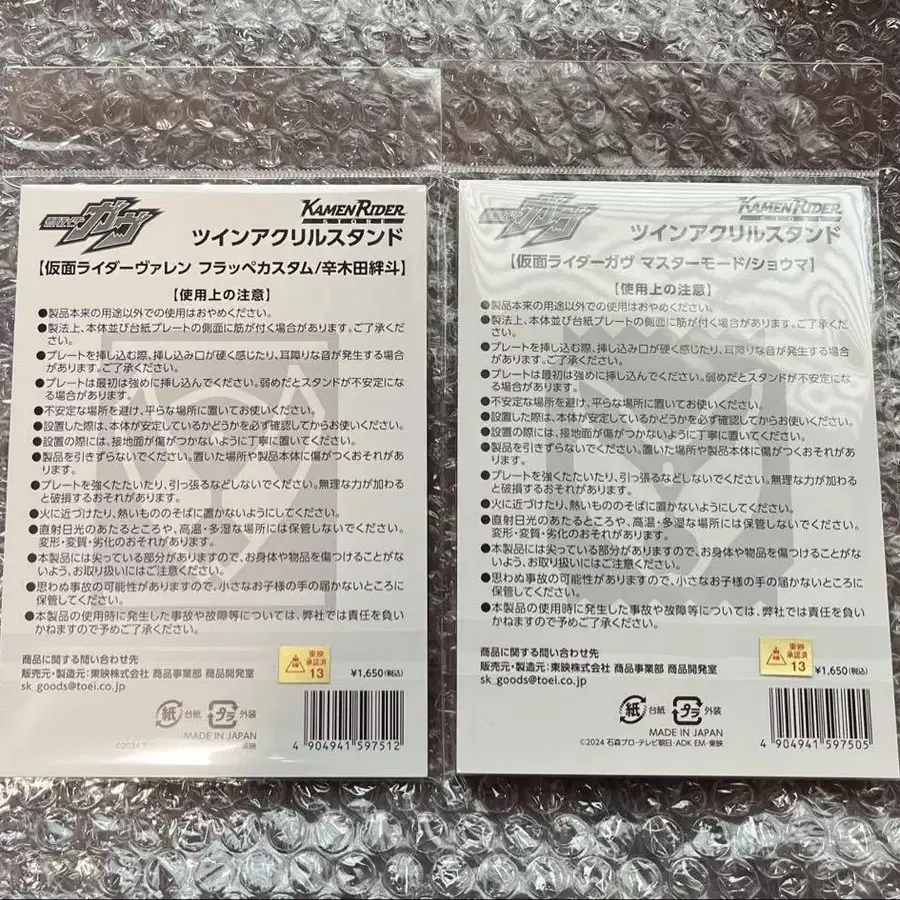 仮面ライダーガヴ
KAMEN RIDER
STORE
ツインアクリルスタンド
【仮面ライダーヴァレン フラッペカスタム/辛木田絆斗】
【使用上の注意】
●製品本来の用途以外での使用はおやめください。
●製法上、本体並び台紙プレートの側面に筋が付く場合があります。ご了承くだ
さい。
●プレートを挿し込む際、挿し込み口が硬く感じたり、耳障りな音が発生する場合
があります。ご了承ください。
●プレートは最初は強めに挿し込んでください。弱めだとスタンドが不安定にな
る場合があります。
●不安定な場所を避け、平らな場所に置いてお使いください。
●設置した際は、本体が安定しているかどうかを必ず確認してからお使いください。
●設置の際には、接地面が傷がつかないように丁寧に置いてください。
●製品を引きずらないでください。置いた場所や製品本体に傷がつくおそれがあ
ります。
●プレートを強くたたいたり、引っ張るなどしないでください。無理な力が加わる
と破損するおそれがあります。
●火に近づけたり、熱いもののそばに置かないようにしてください。
●直射日光のあたるところや、高温・多湿な場所には保管しないでください。
変形・変質・劣化のおそれがあります。
●本製品には尖っている部分がありますので、お身体や物品を傷つけることがな
いよう、お取り扱いにはご注意ください。
●思わぬ事故の可能性がありますので、小さなお子様の手の届かないところに
保管してください。
●本製品の使用時に発生した事故や故障等については、弊社では責任を負い
かねますので予めご了承ください。
商品に関する問い合わせ先
販売元・製造元:東映株式会社 商品事業部 商品開発室
sk_goods@toei.co.jp
東映
承認済
13
¥1,650(税込)
紙 台紙 プラ 外装
MADE IN JAPAN
©2024 石
東映
4 904941 597512
仮面ライダーガヴ
KAMEN RIDER
STORE
ツインアクリルスタンド
【仮面ライダーガヴ マスターモード/ショウマ】
【使用上の注意】
●製品本来の用途以外での使用はおやめください。
●製法上、本体並び台紙プレートの側面に筋が付く場合があります。ご了承くだ
さい。
●プレートを挿し込む際、挿し込み口が硬く感じたり、耳障りな音が発生する場合
があります。ご了承ください。
●プレートは最初は強めに挿し込んでください。弱めだとスタンドが不安定にな
る場合があります。
●不安定な場所を避け、平らな場所に置いてお使いください。
●設置した際は、本体が安定しているかどうかを必ず確認してからお使いください。
●設置の際には、接地面が傷がつかないように丁寧に置いてください。
●製品を引きずらないでください。置いた場所や製品本体に傷がつくおそれがあ
ります。
●プレートを強くたたいたり、引っ張るなどしないでください。無理な力が加わる
と破損するおそれがあります。
●火に近づけたり、熱いもののそばに置かないようにしてください。
●直射日光のあたるところや、高温・多湿な場所には保管しないでください。
変形・変質・劣化のおそれがあります。
●本製品には尖っている部分がありますので、お身体や物品を傷つけることがな
いよう、お取り扱いにはご注意ください。
●思わぬ事故の可能性がありますので、小さなお子様の手の届かないところに
保管してください。
●本製品の使用時に発生した事故や故障等については、弊社では責任を負い
かねますので予めご了承ください。
商品に関する問い合わせ先
販売元・製造元:東映株式会社 商品事業部 商品開発室
sk_goods@toei.co.jp
東映
承認済
13
¥1,650(税込)
紙 台紙 プラ 外装
MADE IN JAPAN
©2024 石森プロ・テレビ朝日・ADK EM・東映
4 904941 597505